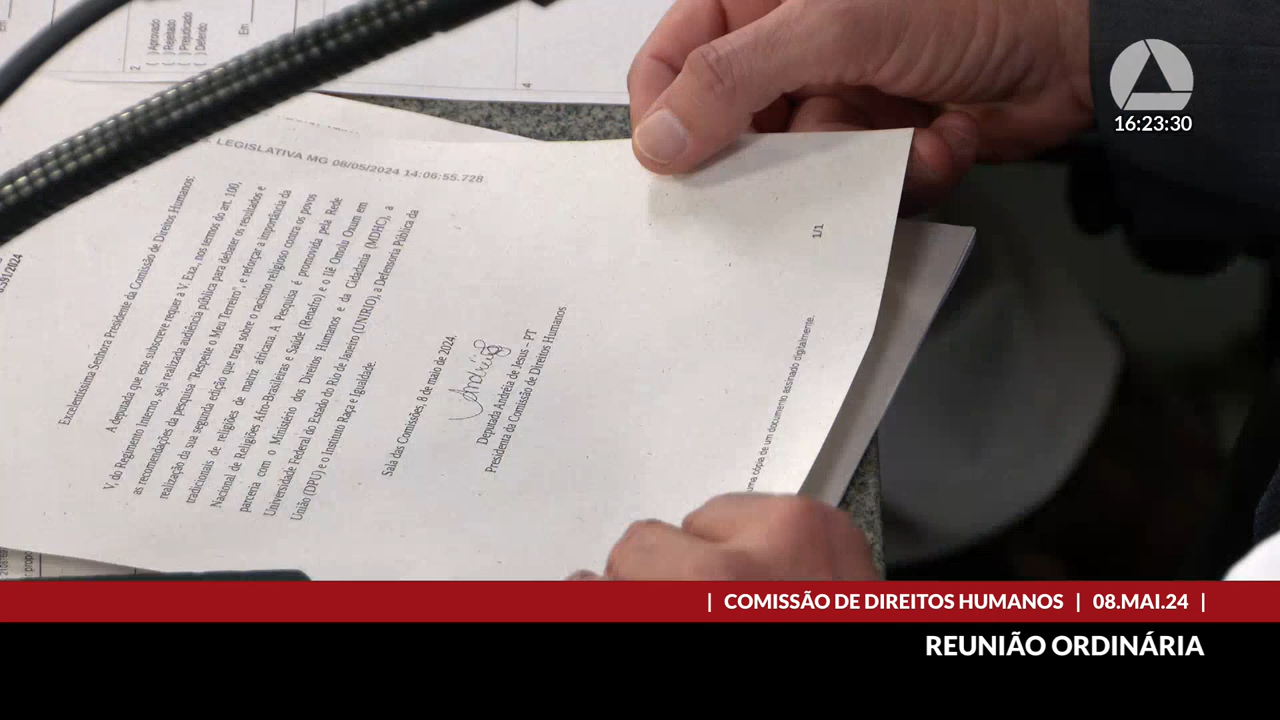 ( ) Aprovado
( ) Rejeitado
( ) Prejudicado
( ) Deferido
Em
Em
2
4
LEGISLATIVA MG 08/05/2024 14:06:55.728
Excelentíssima Senhora Presidente da Comissão de Direitos Humanos:
A deputada que este subscreve requer a V. Exa., nos termos do art. 100,
V, do Regimento Interno, seja realizada audiência pública para debater os resultados e
as recomendações da pesquisa "Respeite o Meu Terreiro", e reforçar a importância da
realização da sua segunda edição que trata sobre o racismo religioso contra os povos
tradicionais de religiões de matriz africana. A Pesquisa é promovida pela Rede
Nacional de Religiões Afro-Brasileiras e Saúde (Renafro) e o Ilê Omolu Oxum em
parceria com o Ministério dos Direitos Humanos e da Cidadania (MDHC), a
Universidade Federal do Estado do Rio de Janeiro (UNIRIO), a Defensoria Pública da
União (DPU) e o Instituto Raça e Igualdade.
Sala das Comissões, 8 de maio de 2024.
Andréia
Deputada Andréia de Jesus – PT
Presidenta da Comissão de Direitos Humanos
uma cópia de um documento assinado digitalmente.
1/1
16:23:30
| COMISSÃO DE DIREITOS HUMANOS | 08.MAI.24 |
REUNIÃO ORDINÁRIA